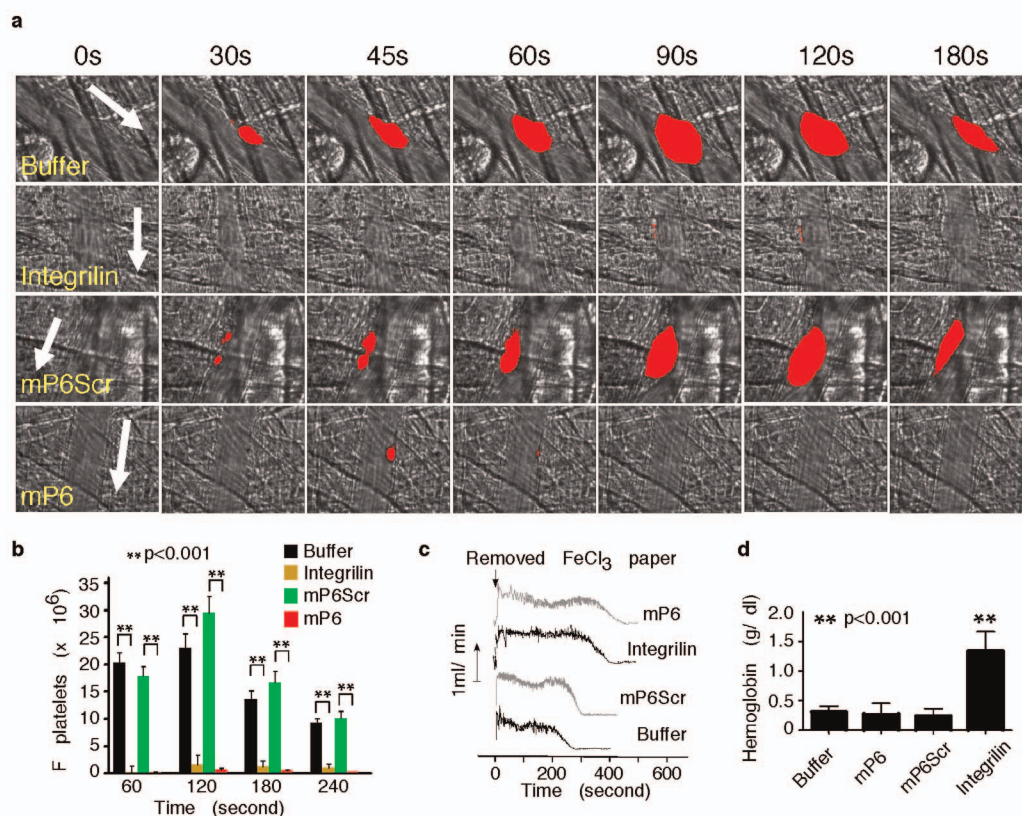 a
0s 30s 45s 60s 90s 120s 180s
Buffer
Integrilin
mP6Scr
mP6
b
** p<0.001
Buffer
Integrilin
mP6Scr
mP6
F platelets (x 10⁶)
35
30
25
20
15
10
5
0
** ** ** ** ** ** ** **
60 120 180 240
Time (second)
c
Removed FeCl₃ paper
1ml/ min
mP6
Integrilin
mP6Scr
Buffer
0 200 400 600
Time (second)
d
Hemoglobin (g/ dl)
2.0
1.5
1.0
0.5
0
** p<0.001
**
Buffer mP6 mP6Scr Integrilin